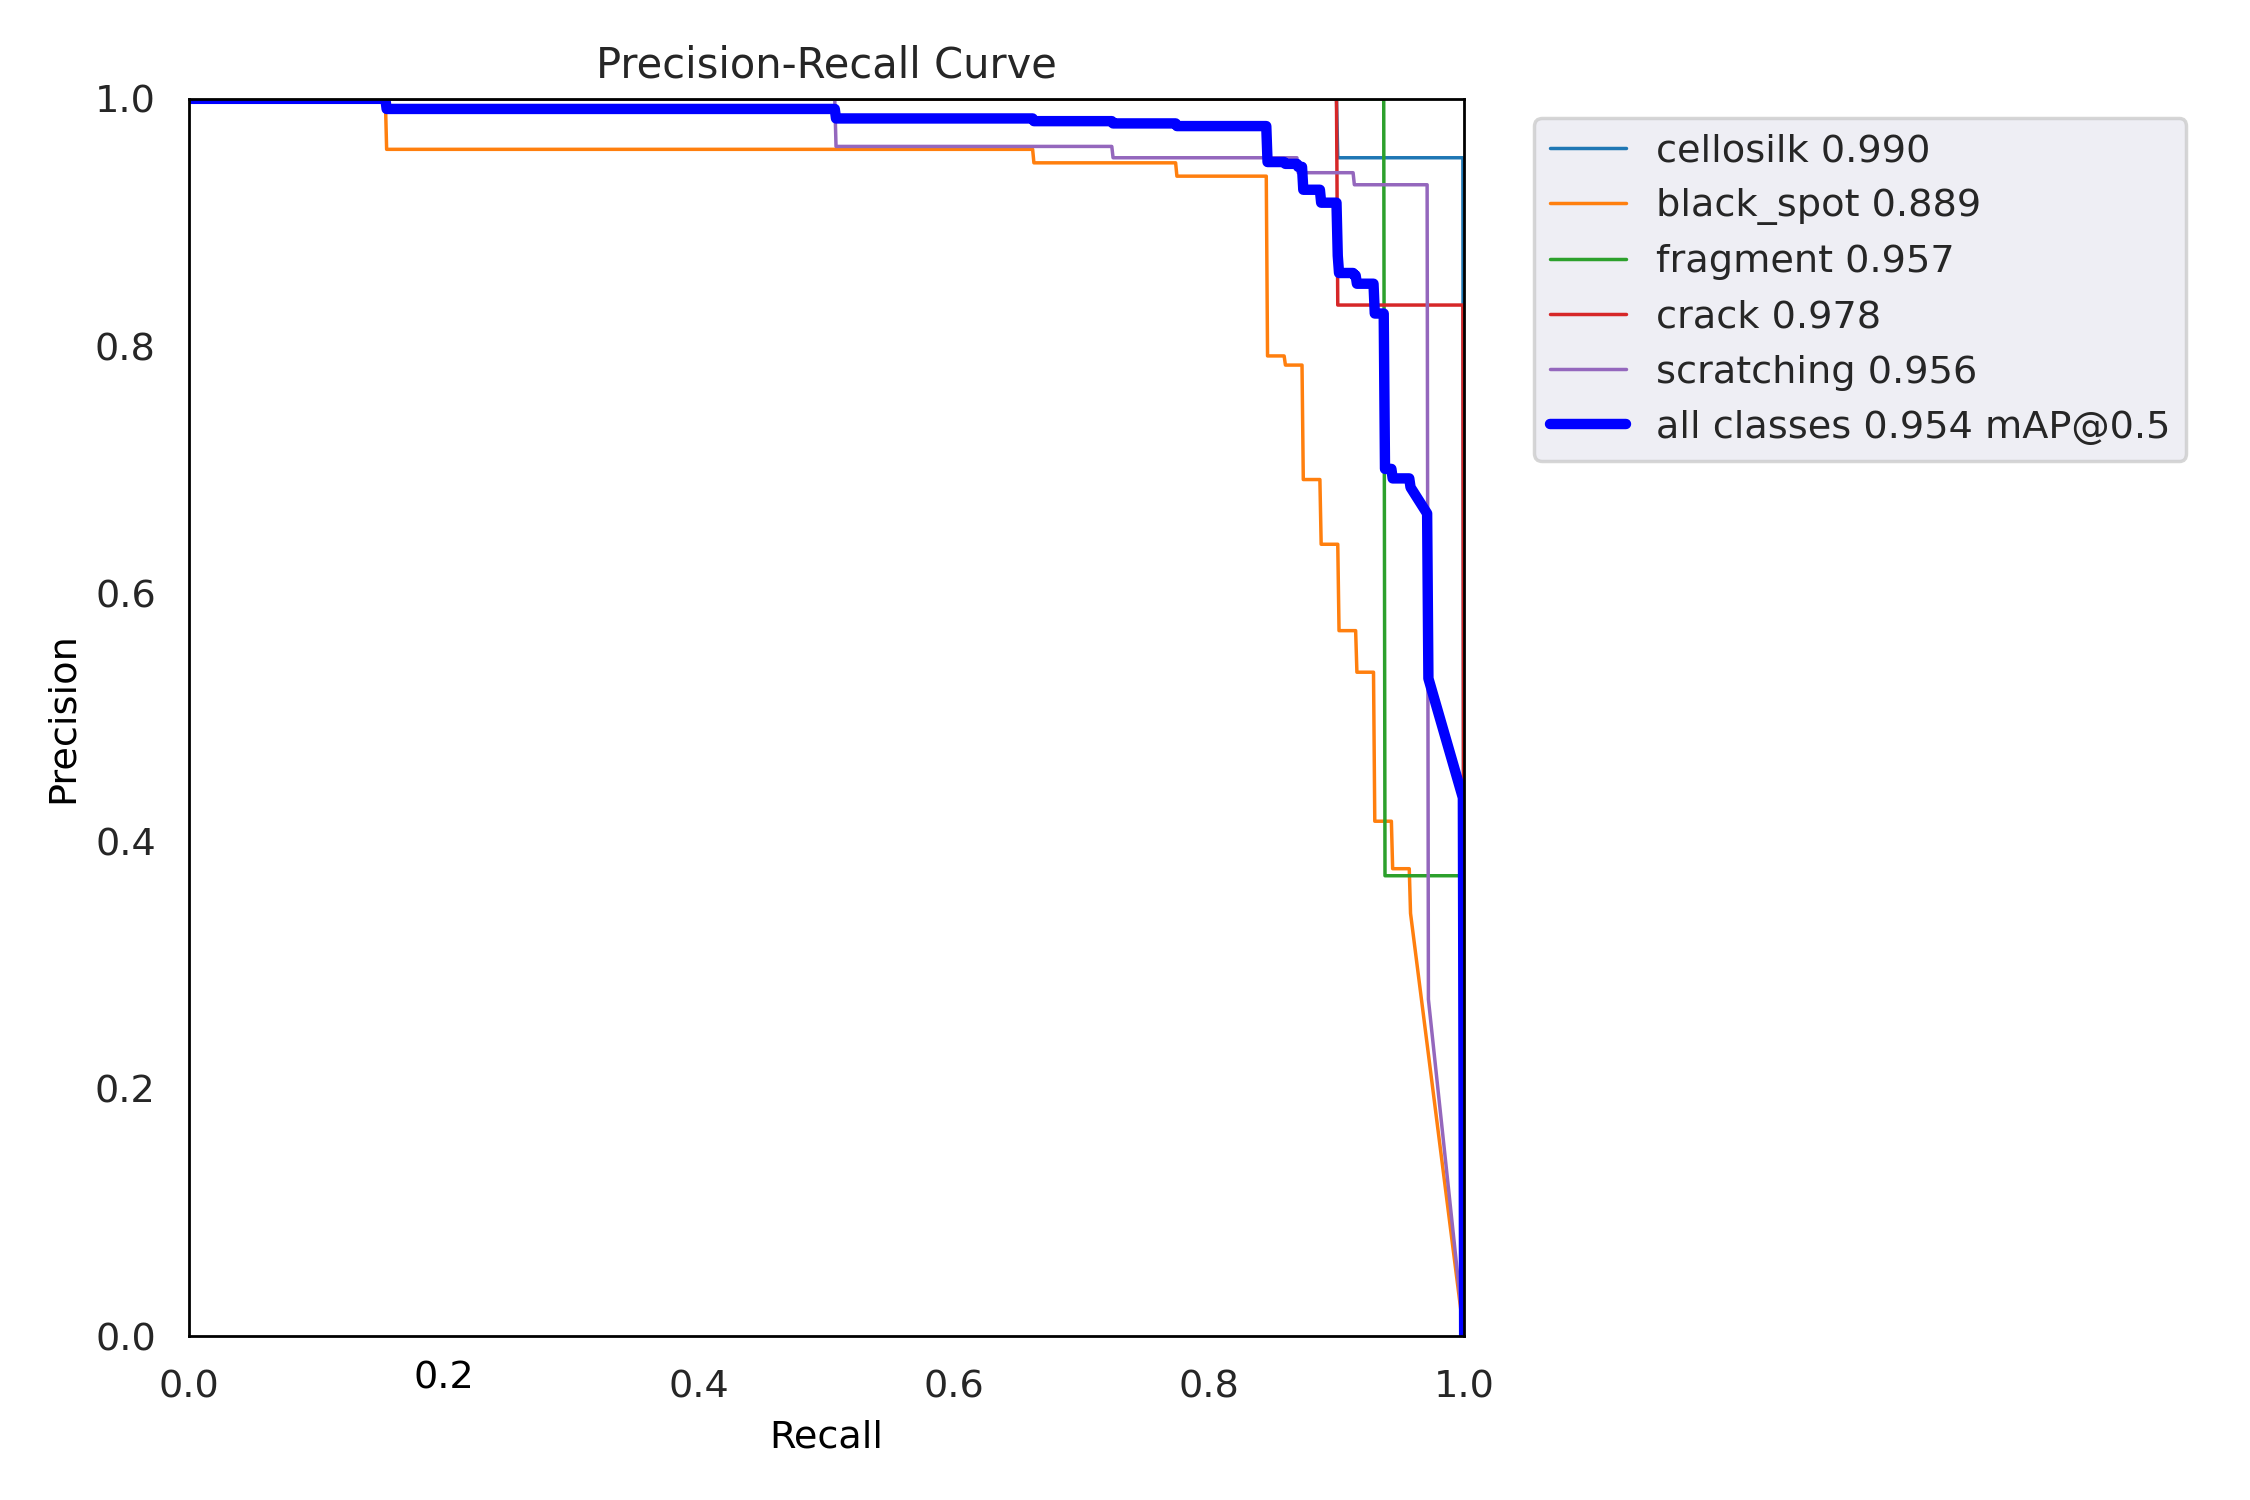 Precision-Recall Curve
1.0
0.8
0.6
0.4
0.2
0.0
Precision
0.0
0.2
0.4
0.6
0.8
1.0
Recall
cellosilk 0.990
black_spot 0.889
fragment 0.957
crack 0.978
scratching 0.956
all classes 0.954 mAP@0.5